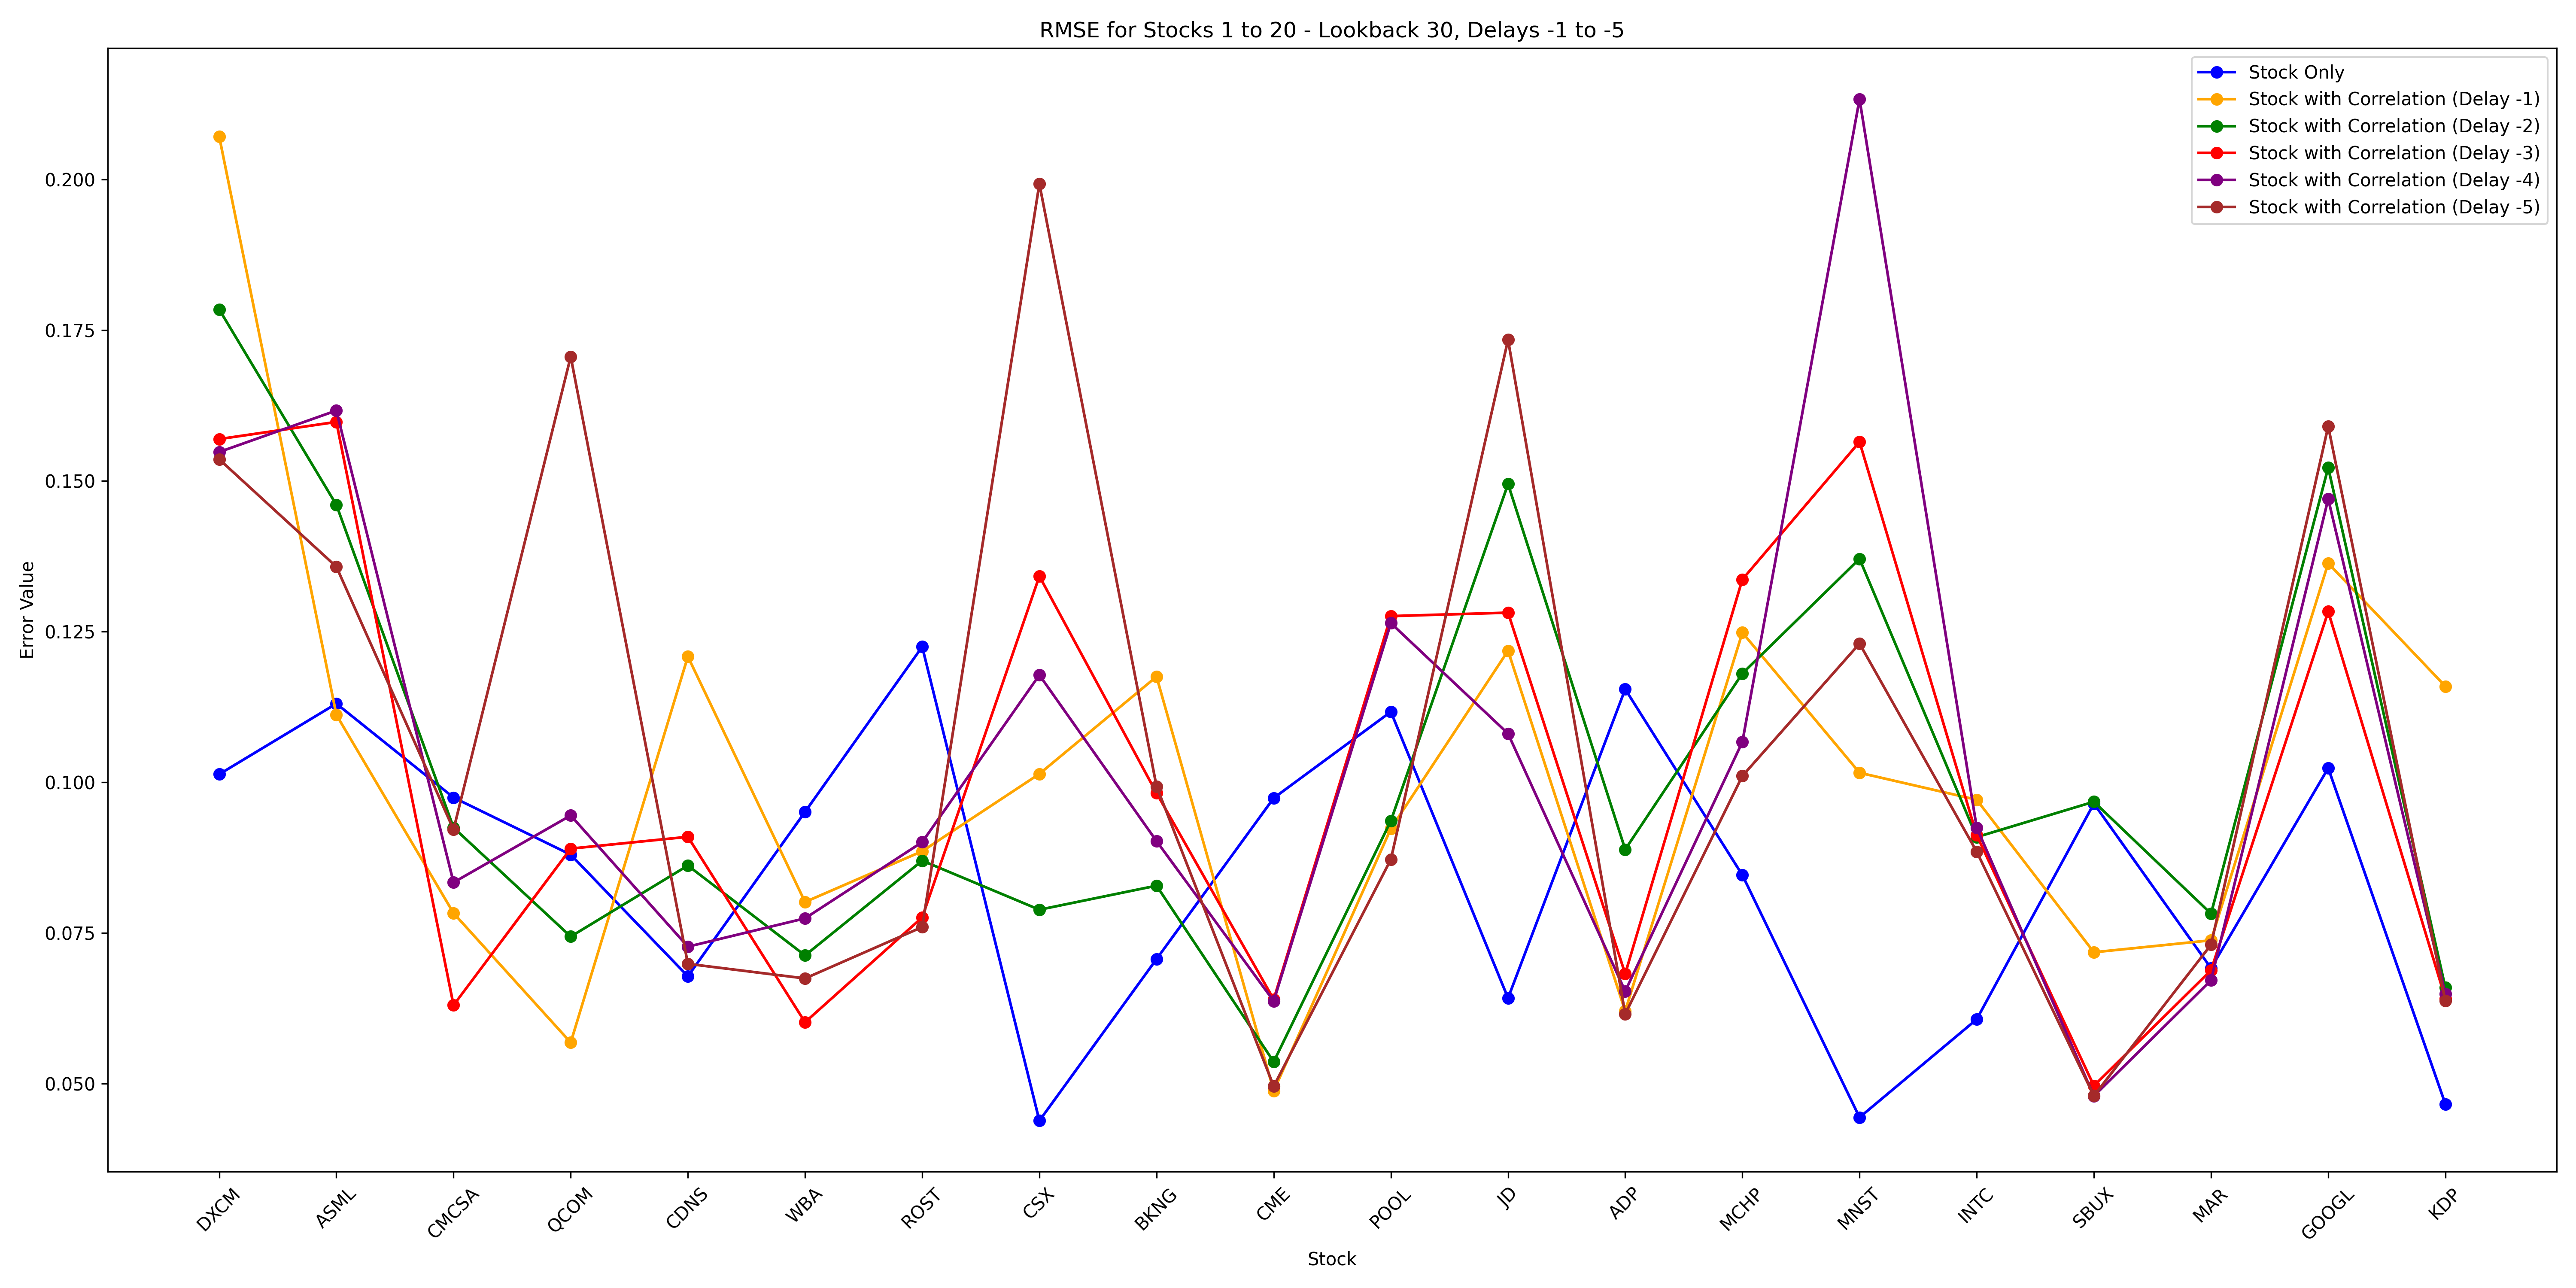 RMSE for Stocks 1 to 20 - Lookback 30, Delays -1 to -5
Stock Only
Stock with Correlation (Delay -1)
Stock with Correlation (Delay -2)
Stock with Correlation (Delay -3)
Stock with Correlation (Delay -4)
Stock with Correlation (Delay -5)
Error Value
0.200
0.175
0.150
0.125
0.100
0.075
0.050
DXCM
ASML
CMCSA
QCOM
CDNS
WBA
ROST
CSX
BKNG
CME
POOL
JD
ADP
MCHP
MNST
INTC
SBUX
MAR
GOOGL
KDP
Stock